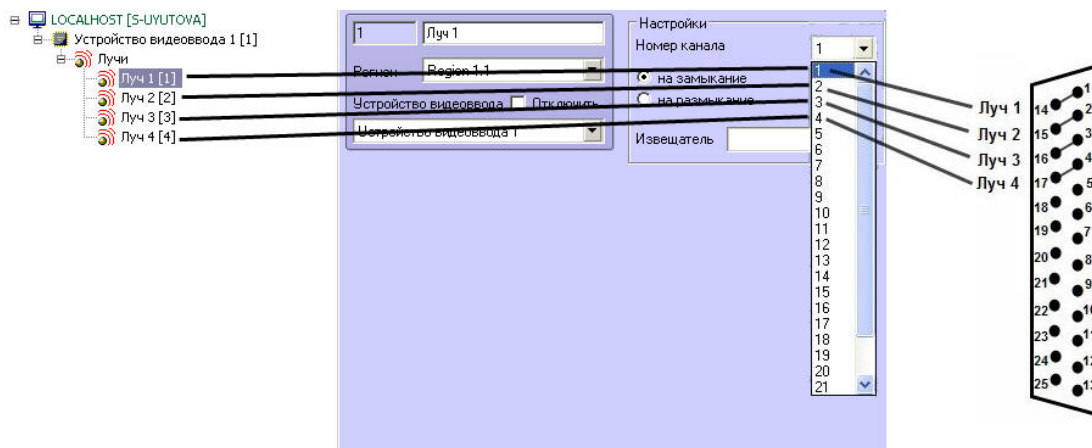 LOCALHOST [S-UYUTOVA]
Устройство видеоввода 1 [1]
Лучи
Луч 1 [1]
Луч 2 [2]
Луч 3 [3]
Луч 4 [4]
1
Луч 1
Регион
Region 1.1
Устройство видеоввода
Отключить
Устройство видеоввода 1
Настройки
Номер канала
1
на замыкание
на размыкание
Извещатель
1
2
3
4
5
6
7
8
9
10
11
12
13
14
15
16
17
18
19
20
21
Луч 1
Луч 2
Луч 3
Луч 4
14
15
16
17
18
19
20
21
22
23
24
25
1
2
3
4
5
6
7
8
9
10
11
12
13